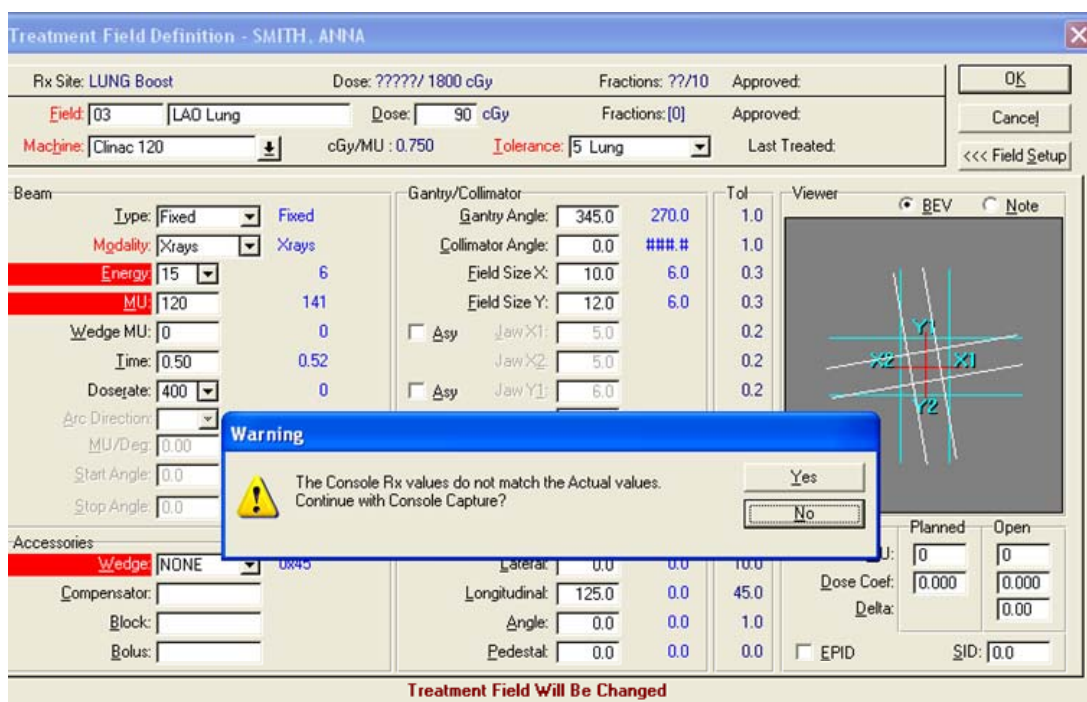 Treatment Field Definition - SMITH, ANNA
Rx Site: LUNG Boost Dose: ?????/ 1800 cGy Fractions: ??/10 Approved: OK
Field: 03 LAO Lung Dose: 90 cGy Fractions:[0] Approved: Cancel
Machine: Clinac 120 cGy/MU : 0.750 Tolerance: 5 Lung Last Treated: <<< Field Setup
Beam Gantry/Collimator Tol Viewer BEV Note
Type: Fixed Fixed Gantry Angle: 345.0 270.0 1.0
Modality: Xrays Xrays Collimator Angle: 0.0 ###.# 1.0
Energy: 15 6 Field Size X: 10.0 6.0 0.3
MU: 120 141 Field Size Y: 12.0 6.0 0.3
Wedge MU: 0 0 Asy Jaw X1: 5.0 0.2 Y1
Time: 0.50 0.52 Jaw X2: 5.0 0.2 X2 X1
Doserate: 400 0 Asy Jaw Y1: 6.0 0.2 Y2
Arc Direction:
MU/Deg: 0.00
Start Angle: 0.0
Stop Angle: 0.0
Warning
The Console Rx values do not match the Actual values.
Continue with Console Capture?
Yes
No
Accessories Planned Open
Wedge: NONE Lateral: 0.0 0.0 10.0 U: 0 0
Compensator: Longitudinal: 125.0 0.0 45.0 Dose Coef: 0.000 0.000
Block: Angle: 0.0 0.0 1.0 Delta: 0.00
Bolus: Pedestal: 0.0 0.0 0.0 EPID SID: 0.0
Treatment Field Will Be Changed